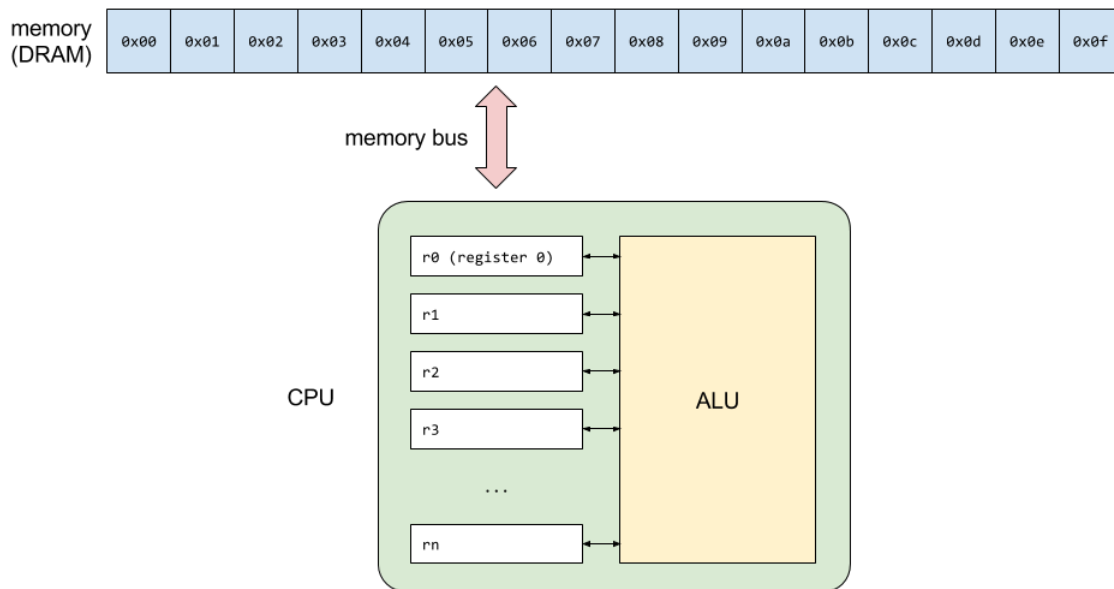 memory
(DRAM)
0x00 0x01 0x02 0x03 0x04 0x05 0x06 0x07 0x08 0x09 0x0a 0x0b 0x0c 0x0d 0x0e 0x0f
memory bus
r0 (register 0)
r1
r2
CPU
ALU
r3
...
rn